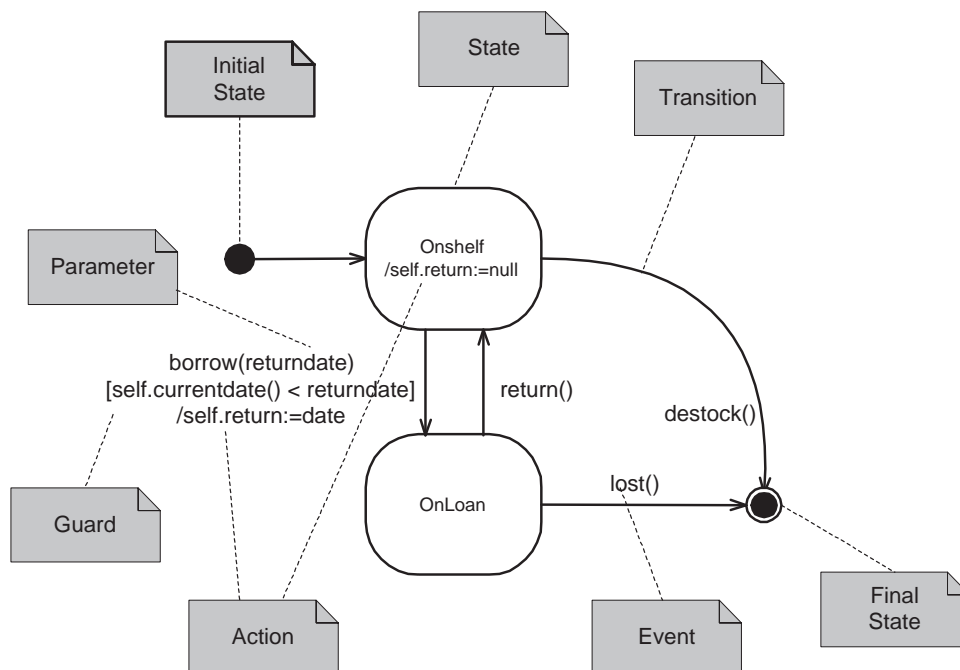 Initial
State
State
Transition
Parameter
Onshelf
/self.return:=null
borrow(returndate)
[self.currentdate() < returndate]
/self.return:=date
return()
destock()
Guard
OnLoan
lost()
Action
Event
Final
State